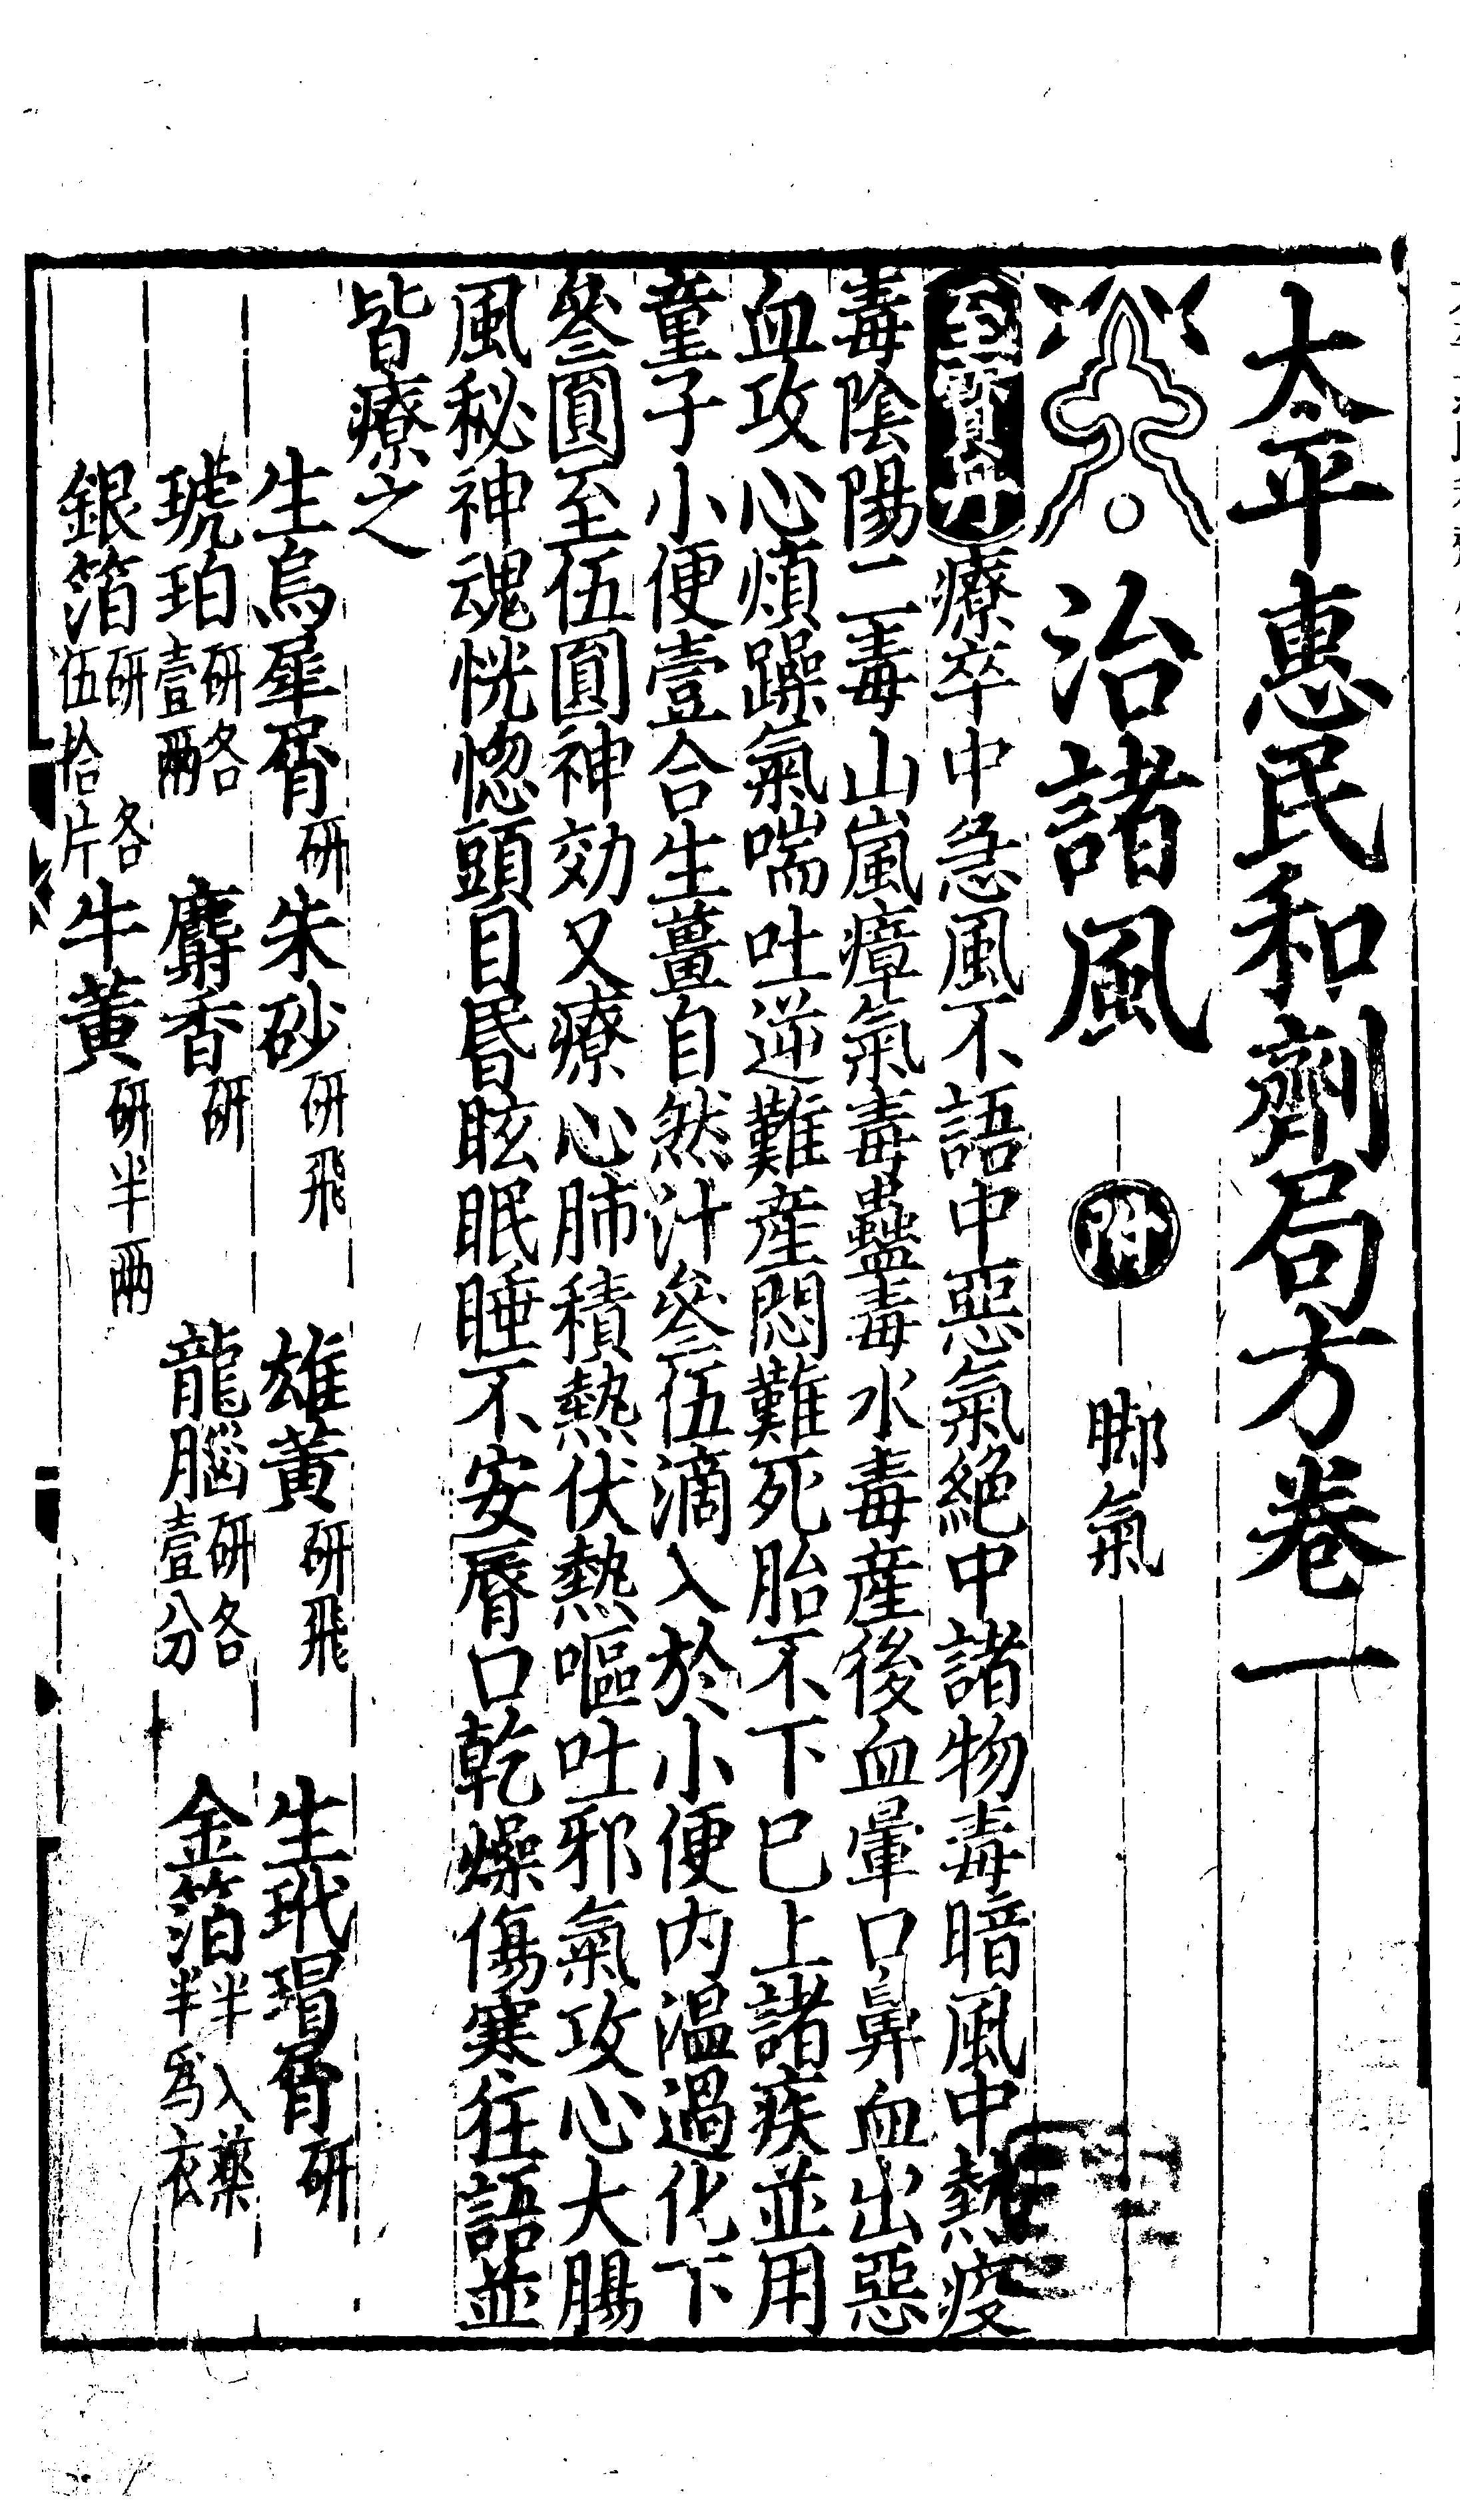 太平惠民和劑局方卷一
治諸風 附 脚氣
至寶丹療卒中急風不語中惡氣絶中諸物毒暗風中熱疫
毒陰陽二毒山嵐瘴氣毒蠱毒水毒産後血暈口鼻血出惡
血攻心煩躁氣喘吐逆難産悶難死胎不下已上諸疾並用
童子小便壹合生薑自然汁叄伍滴入於小便内温過化下
叄圓至伍圓神効又療心肺積熱伏熱嘔吐邪氣攻心大腸
風秘神魂恍惚頭目昏眩眠睡不安脣口乾燥傷寒狂語並
皆療之
生烏犀屑研 朱砂研飛 雄黄研飛 生玳瑁屑研
琥珀研各壹兩 麝香研 龍腦研各壹分 金箔半入藥半爲衣
銀箔研各伍拾片 牛黄研半兩